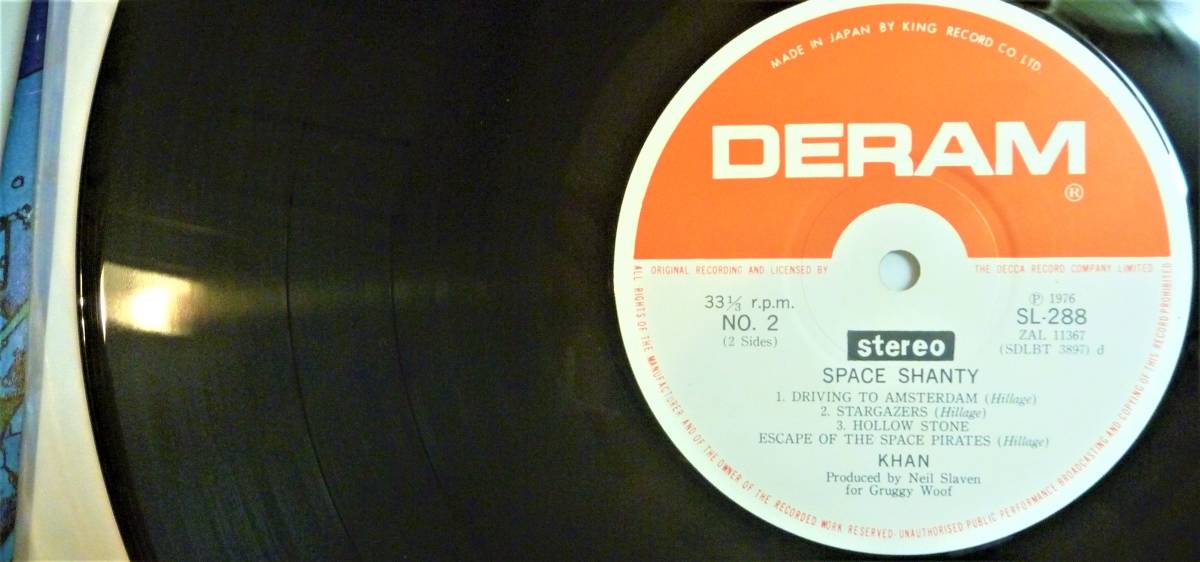 MADE IN JAPAN BY KING RECORD CO. LTD
DERAM
®
ORIGINAL RECORDING AND LICENSED BY THE DECCA RECORD COMPANY LIMITED
33⅓ r.p.m.
NO. 2
(2 Sides)
℗ 1976
SL-288
ZAL 11367
(SDLBT 3897) d
stereo
SPACE SHANTY
1. DRIVING TO AMSTERDAM (Hillage)
2. STARGAZERS (Hillage)
3. HOLLOW STONE
ESCAPE OF THE SPACE PIRATES (Hillage)
KHAN
Produced by Neil Slaven
for Gruggy Woof
ALL RIGHTS OF THE MANUFACTURER AND OF THE OWNER OF THE RECORDED WORK RESERVED·UNAUTHORISED PUBLIC PERFORMANCE BROADCASTING AND COPYING OF THIS RECORD PROHIBITED